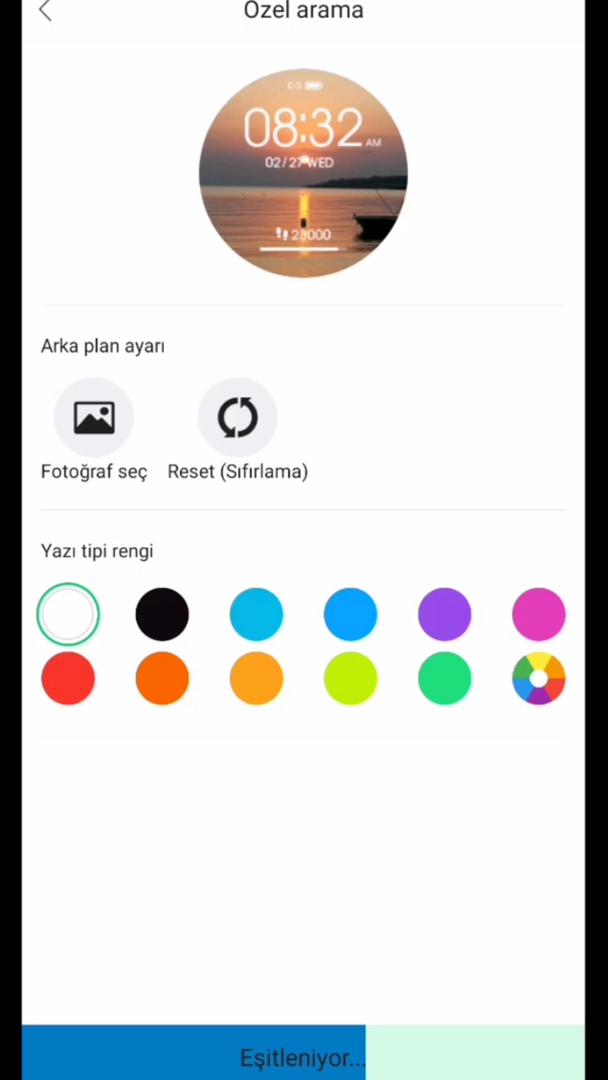 Özel arama
08:32 AM
02/27 WED
23000
Arka plan ayarı
Fotoğraf seç
Reset (Sıfırlama)
Yazı tipi rengi
Eşitleniyor...